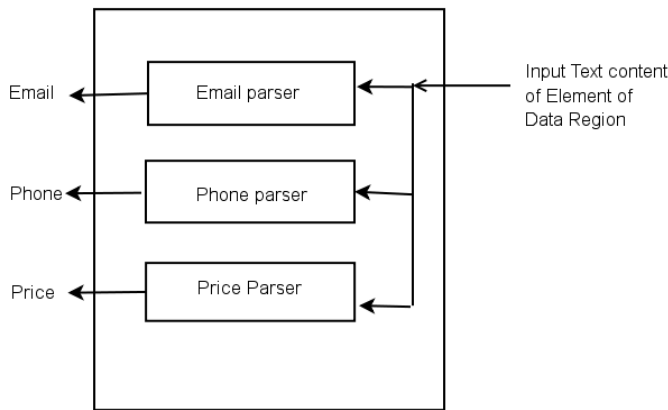 Email
Email parser
Input Text content
of Element of
Data Region
Phone
Phone parser
Price
Price Parser